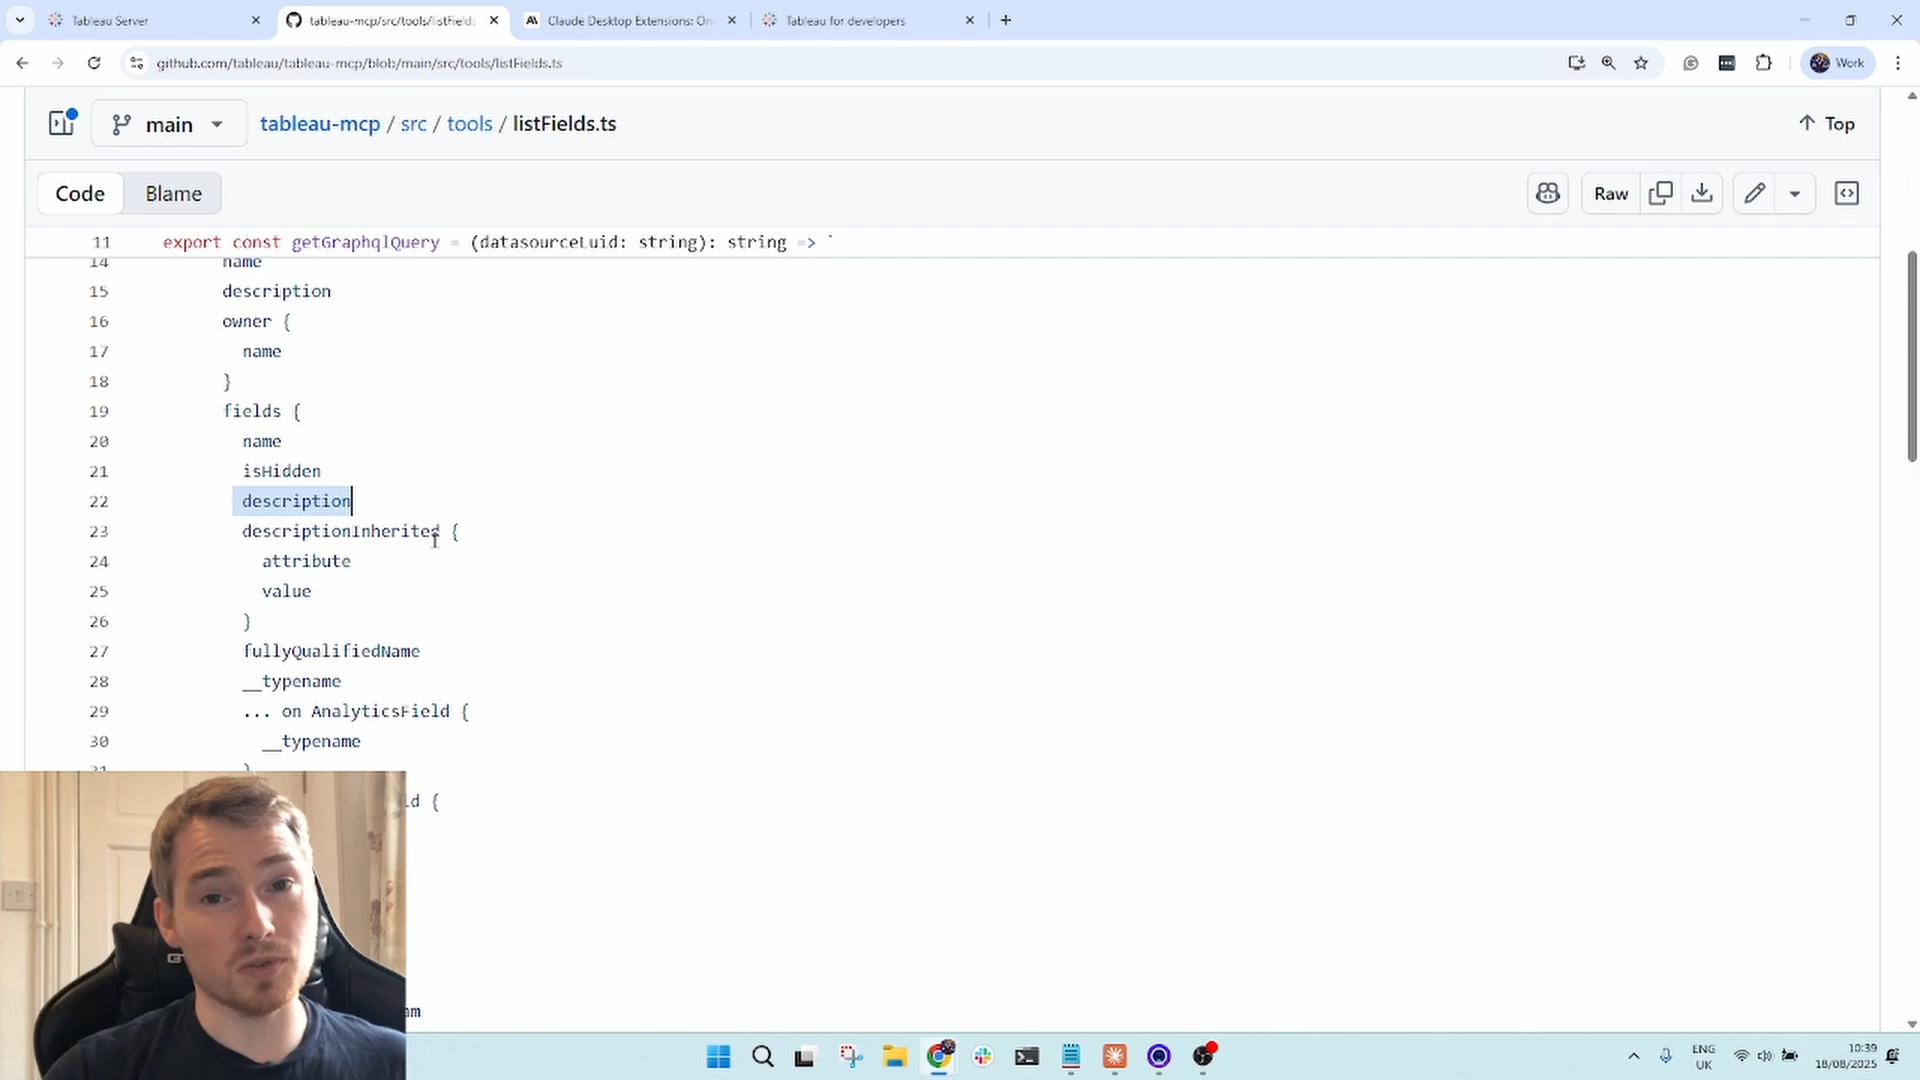 Tableau Server
tableau-mcp/src/tools/listFields
Claude Desktop Extensions: On
Tableau for developers
github.com/tableau/tableau-mcp/blob/main/src/tools/listFields.ts
Work
main
tableau-mcp / src / tools / listFields.ts
Top
Code
Blame
Raw
11 export const getGraphqlQuery = (datasourceLuid: string): string => `
14 name
15 description
16 owner {
17 name
18 }
19 fields {
20 name
21 isHidden
22 description
23 descriptionInherited {
24 attribute
25 value
26 }
27 fullyQualifiedName
28 __typename
29 ... on AnalyticsField {
30 __typename
31 }
ld {
am
ENG
UK
10:39
18/08/2025